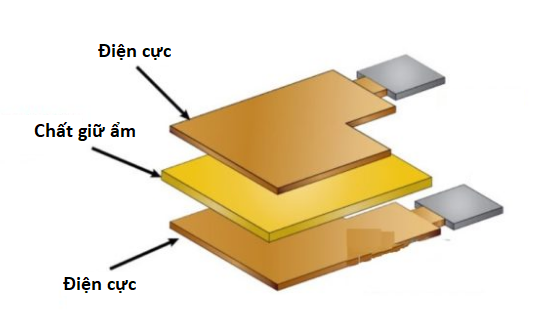 Điện cực
Chất giữ ẩm
Điện cực